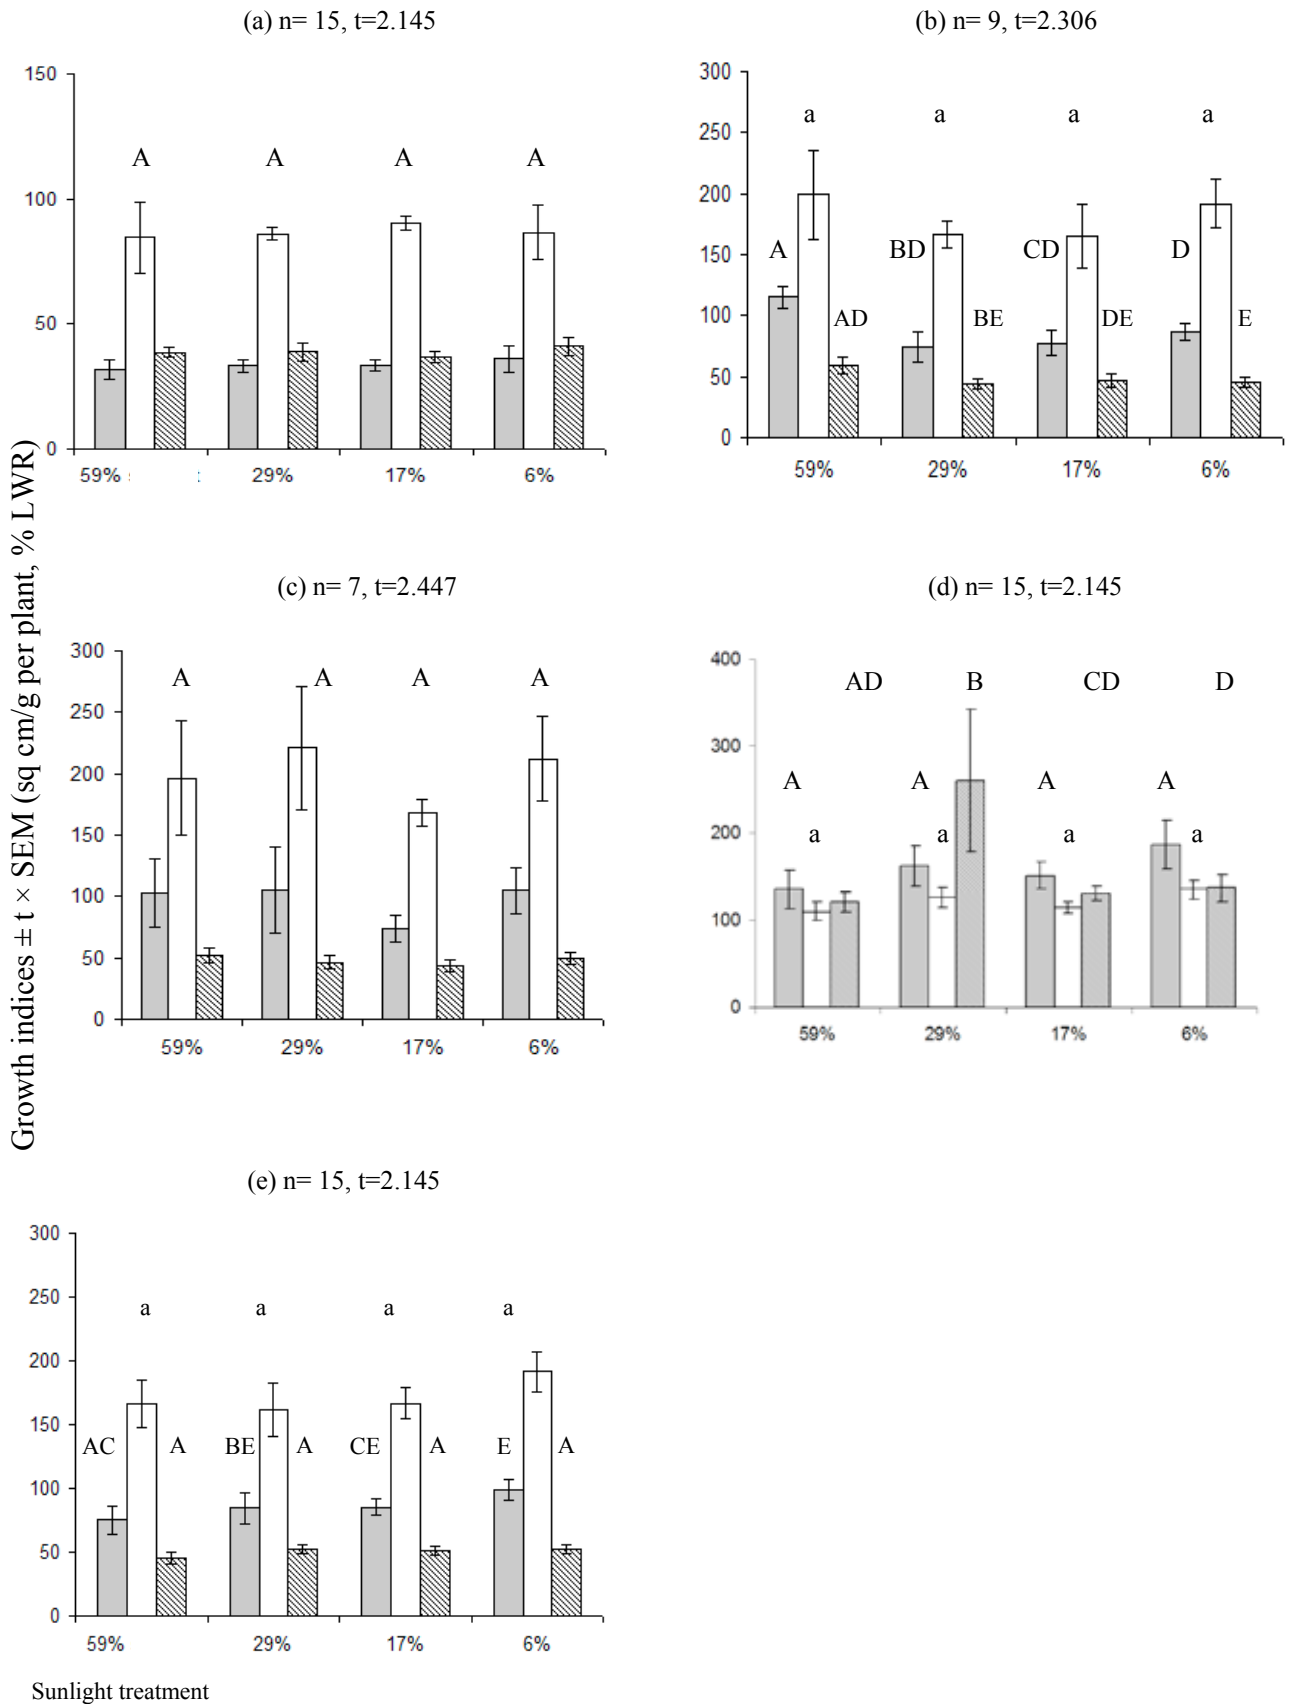 (a) n= 15, t=2.145
150
100
50
0
A A A A
59% 29% 17% 6%
(b) n= 9, t=2.306
300
250
200
150
100
50
0
a a a a
A BD CD D
AD BE DE E
59% 29% 17% 6%
Growth indices ± t × SEM (sq cm/g per plant, % LWR)
(c) n= 7, t=2.447
300
250
200
150
100
50
0
A A A A
59% 29% 17% 6%
(d) n= 15, t=2.145
400
300
200
100
0
AD B CD D
A A A A
a a a a
59% 29% 17% 6%
(e) n= 15, t=2.145
300
250
200
150
100
50
0
a a a a
AC A BE A CE A E A
59% 29% 17% 6%
Sunlight treatment